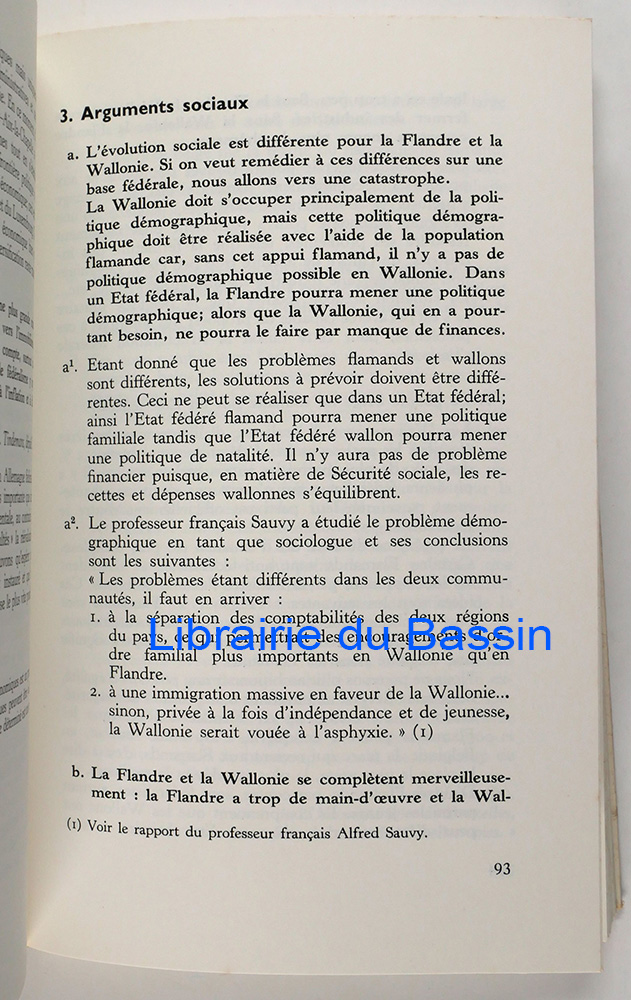 3. Arguments sociaux
a. L'évolution sociale est différente pour la Flandre et la
Wallonie. Si on veut remédier à ces différences sur une
base fédérale, nous allons vers une catastrophe.
La Wallonie doit s'occuper principalement de la poli-
tique démographique, mais cette politique démogra-
phique doit être réalisée avec l'aide de la population
flamande car, sans cet appui flamand, il n'y a pas de
politique démographique possible en Wallonie. Dans
un Etat fédéral, la Flandre pourra mener une politique
démographique; alors que la Wallonie, qui en a pour-
tant besoin, ne pourra le faire par manque de finances.
a¹. Etant donné que les problèmes flamands et wallons
sont différents, les solutions à prévoir doivent être diffé-
rentes. Ceci ne peut se réaliser que dans un Etat fédéral;
ainsi l'Etat fédéré flamand pourra mener une politique
familiale tandis que l'Etat fédéré wallon pourra mener
une politique de natalité. Il n'y aura pas de problème
financier puisque, en matière de Sécurité sociale, les re-
cettes et dépenses wallonnes s'équilibrent.
a². Le professeur français Sauvy a étudié le problème démo-
graphique en tant que sociologue et ses conclusions
sont les suivantes :
« Les problèmes étant différents dans les deux commu-
nautés, il faut en arriver :
1. à la séparation des comptabilités des deux régions
du pays, ce qui permettrait des encouragements d'or-
dre familial plus importants en Wallonie qu'en
Flandre.
Librairie du Bassin
2. à une immigration massive en faveur de la Wallonie...
sinon, privée à la fois d'indépendance et de jeunesse,
la Wallonie serait vouée à l'asphyxie. » (1)
b. La Flandre et la Wallonie se complètent merveilleuse-
ment : la Flandre a trop de main-d'œuvre et la Wal-
(1) Voir le rapport du professeur français Alfred Sauvy.
93